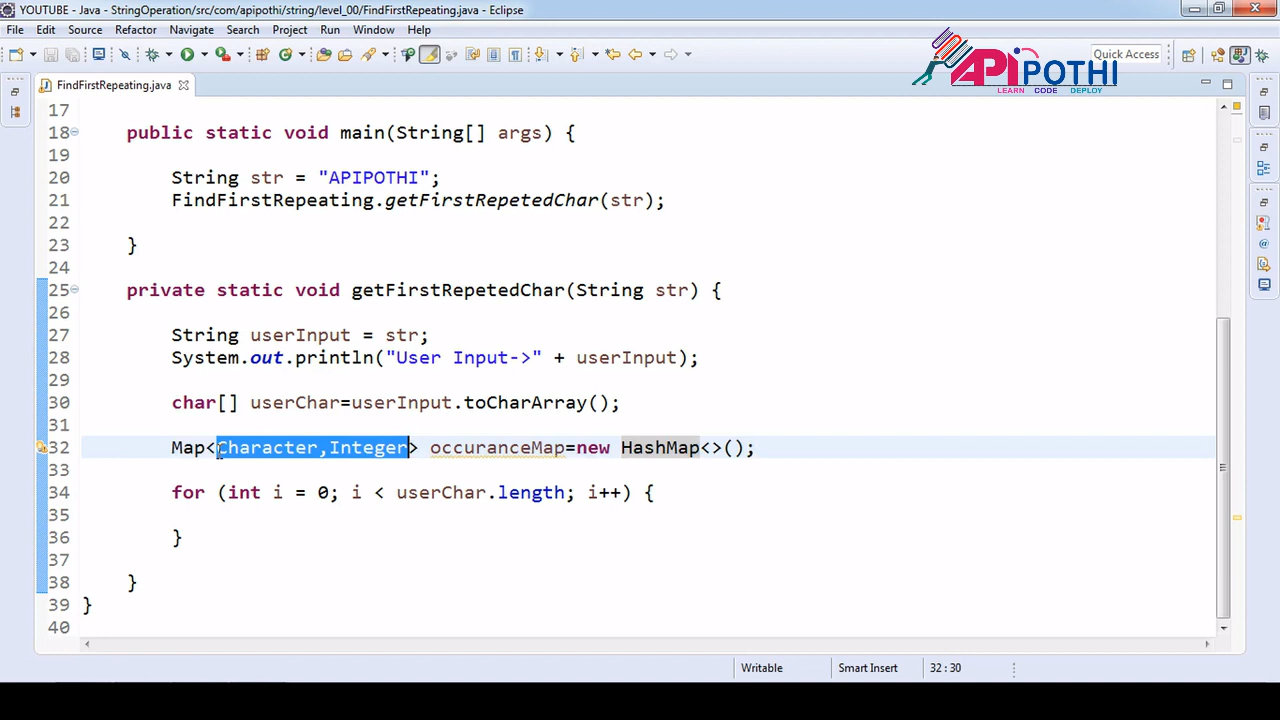 YOUTUBE - Java - StringOperation/src/com/apipothi/string/level_00/FindFirstRepeating.java - Eclipse
File Edit Source Refactor Navigate Search Project Run Window Help
Quick Access
APIPOTHI
LEARN CODE DEPLOY
FindFirstRepeating.java
17
18 public static void main(String[] args) {
19
20 String str = "APIPOTHI";
21 FindFirstRepeating.getFirstRepetedChar(str);
22
23 }
24
25 private static void getFirstRepetedChar(String str) {
26
27 String userInput = str;
28 System.out.println("User Input->" + userInput);
29
30 char[] userChar=userInput.toCharArray();
31
32 Map<Character,Integer> occuranceMap=new HashMap<>();
33
34 for (int i = 0; i < userChar.length; i++) {
35
36 }
37
38 }
39 }
40
Writable Smart Insert 32:30